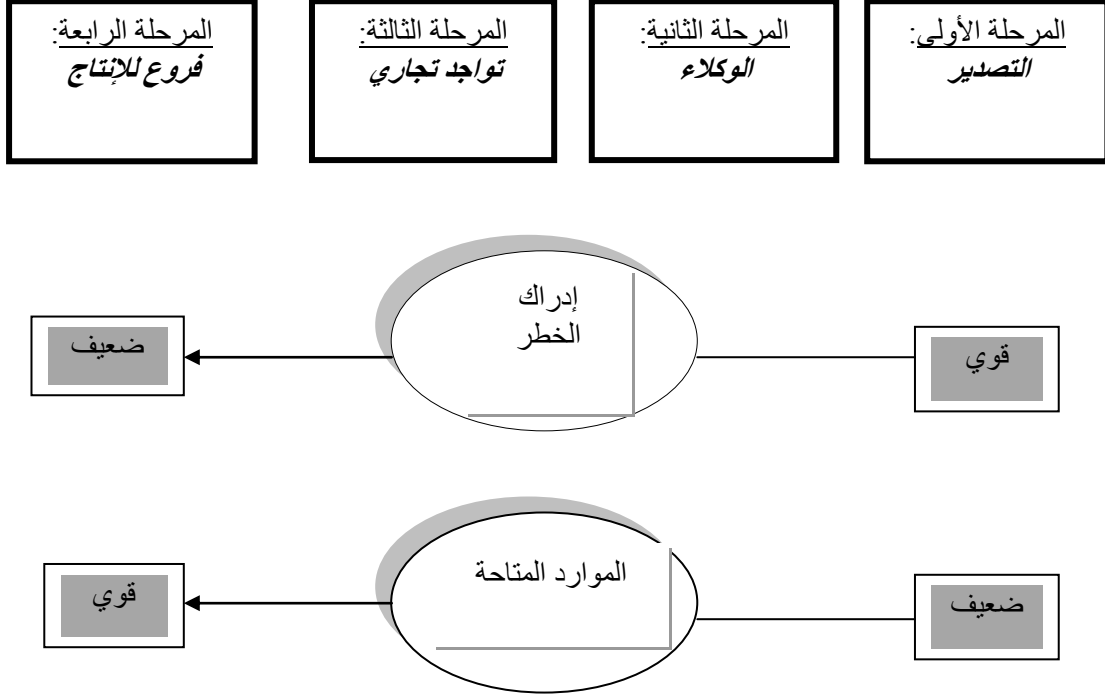 المرحلة الأولى:
التصدير
المرحلة الثانية:
الوكلاء
المرحلة الثالثة:
تواجد تجاري
المرحلة الرابعة:
فروع للإنتاج
قوي
إدراك
الخطر
ضعيف
ضعيف
الموارد المتاحة
قوي